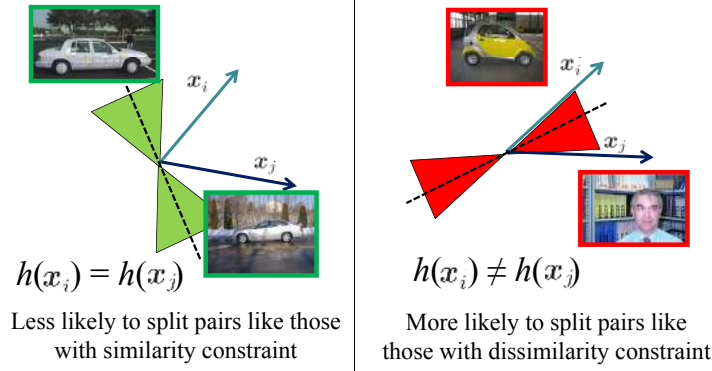 x_i
x_j
h(x_i) = h(x_j)
Less likely to split pairs like those
with similarity constraint
x_i
x_j
h(x_i) ≠ h(x_j)
More likely to split pairs like
those with dissimilarity constraint